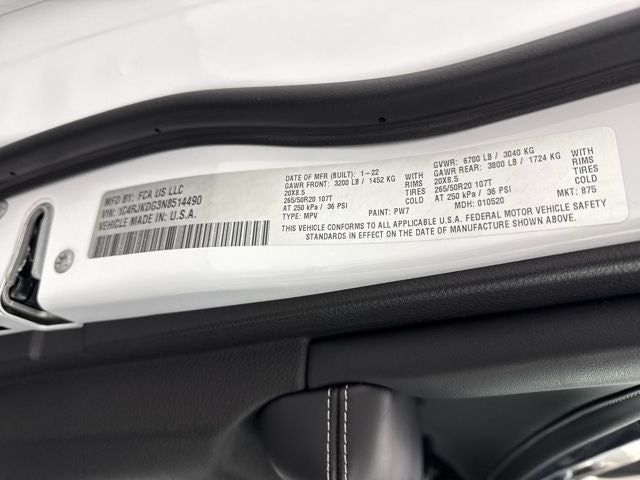 MFD BY: FCA US LLC
VIN: 1C4RJKDG3N8514490
VEHICLE MADE IN U.S.A.
DATE OF MFR (BUILT): 1-22
GAWR FRONT: 3200 LB / 1452 KG WITH
20X8.5 RIMS
265/50R20 107T TIRES
AT 250 kPa / 36 PSI COLD
TYPE: MPV PAINT: PW7
GVWR: 6700 LB / 3040 KG
GAWR REAR: 3800 LB / 1724 KG WITH
20X8.5 RIMS
265/50R20 107T TIRES
AT 250 kPa / 36 PSI COLD
MDH: 010520 MKT: 875
THIS VEHICLE CONFORMS TO ALL APPLICABLE U.S.A. FEDERAL MOTOR VEHICLE SAFETY
STANDARDS IN EFFECT ON THE DATE OF MANUFACTURE SHOWN ABOVE.